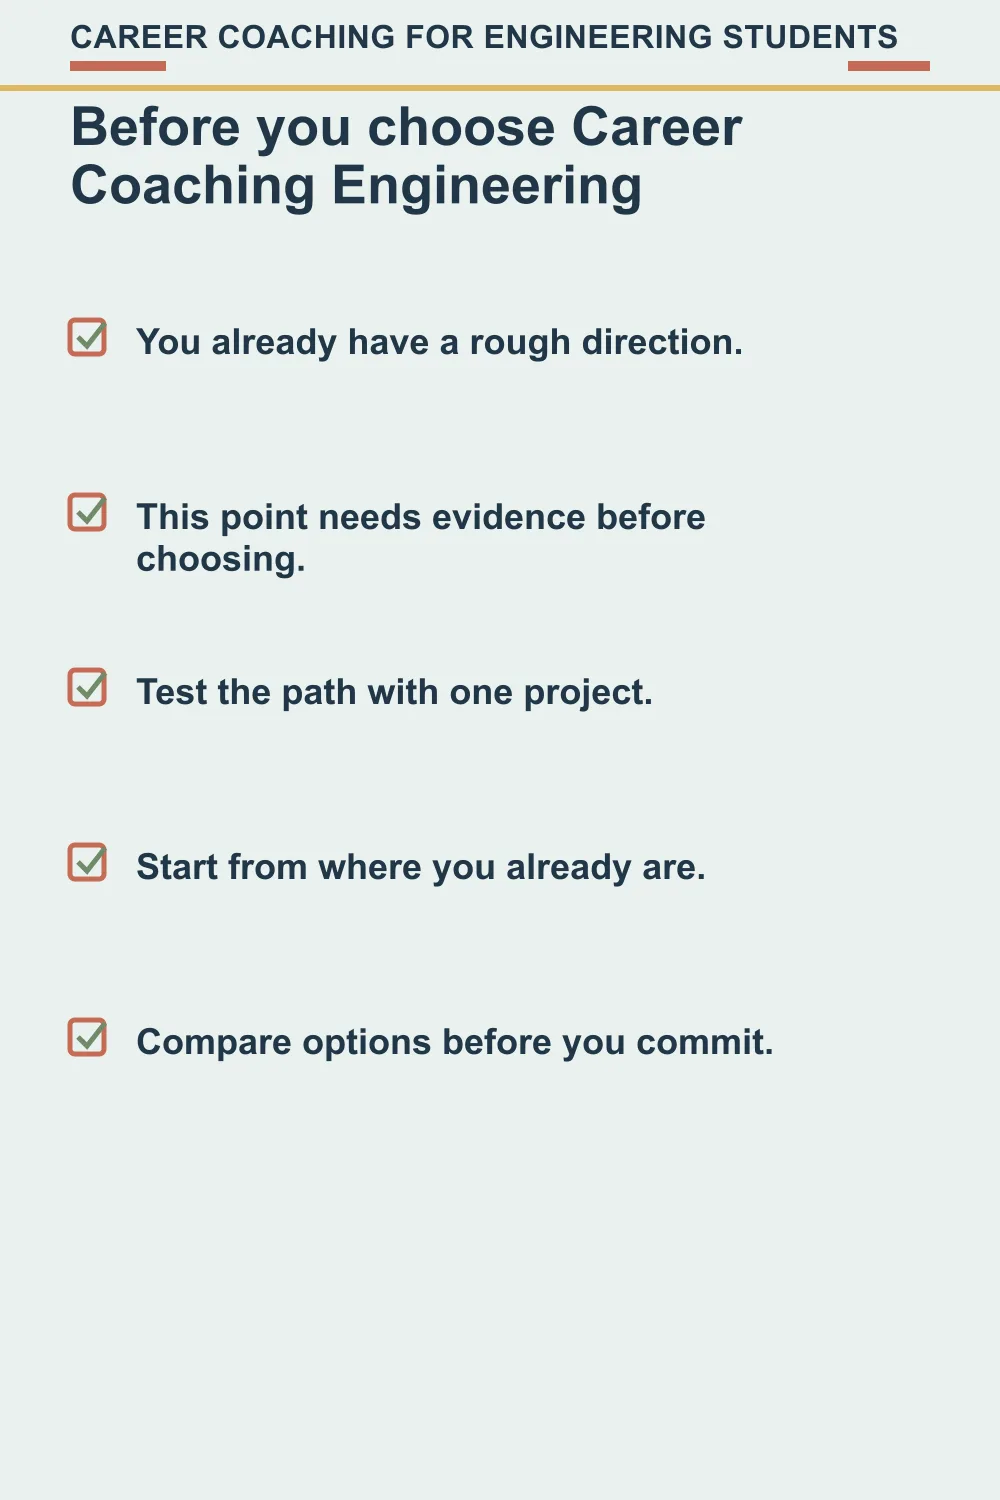 CAREER COACHING FOR ENGINEERING STUDENTS
Before you choose Career
Coaching Engineering
You already have a rough direction.
This point needs evidence before
choosing.
Test the path with one project.
Start from where you already are.
Compare options before you commit.